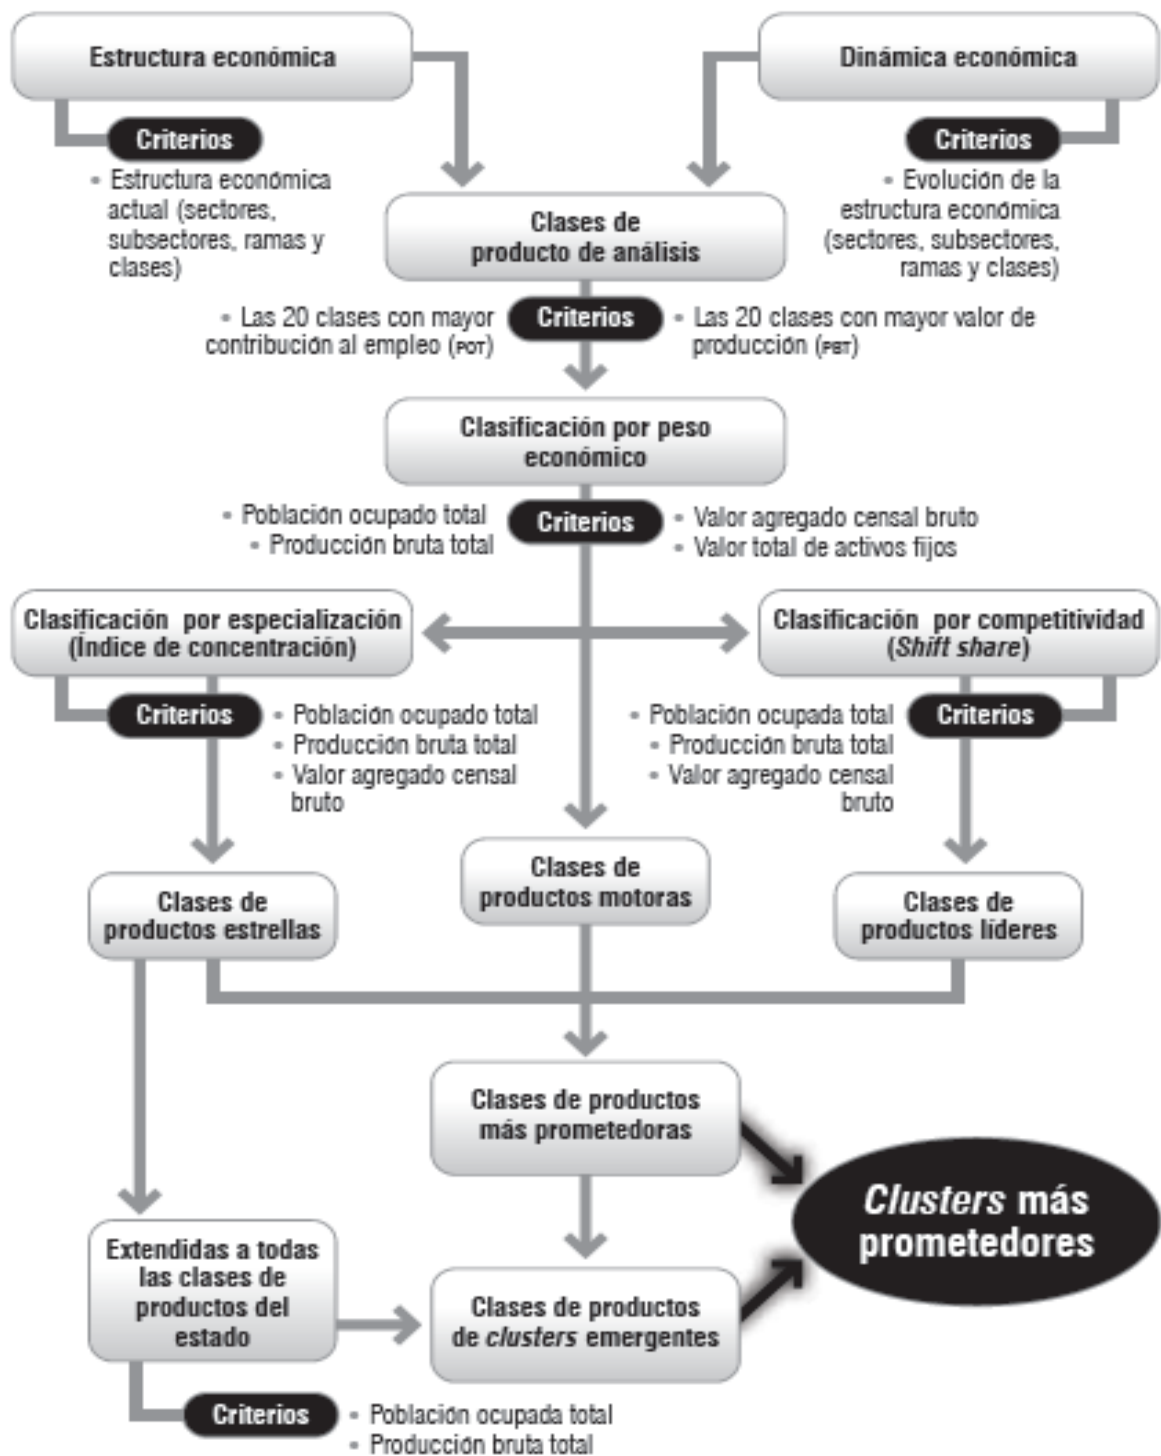 Estructura económica
Dinámica económica
Criterios
• Estructura económica
actual (sectores,
subsectores, ramas y
clases)
Criterios
• Evolución de la
estructura económica
(sectores, subsectores,
ramas y clases)
Clases de
producto de análisis
• Las 20 clases con mayor
contribución al empleo (POT)
Criterios
• Las 20 clases con mayor valor de
producción (PBT)
Clasificación por peso
económico
• Población ocupado total
• Producción bruta total
Criterios
• Valor agregado censal bruto
• Valor total de activos fijos
Clasificación por especialización
(Índice de concentración)
Clasificación por competitividad
(Shift share)
Criterios
• Población ocupado total
• Producción bruta total
• Valor agregado censal
bruto
• Población ocupada total
• Producción bruta total
• Valor agregado censal
bruto
Criterios
Clases de
productos estrellas
Clases de
productos motoras
Clases de
productos líderes
Clases de productos
más prometedoras
Clusters más
prometedores
Extendidas a todas
las clases de
productos del
estado
Clases de productos
de clusters emergentes
Criterios
• Población ocupada total
• Producción bruta total